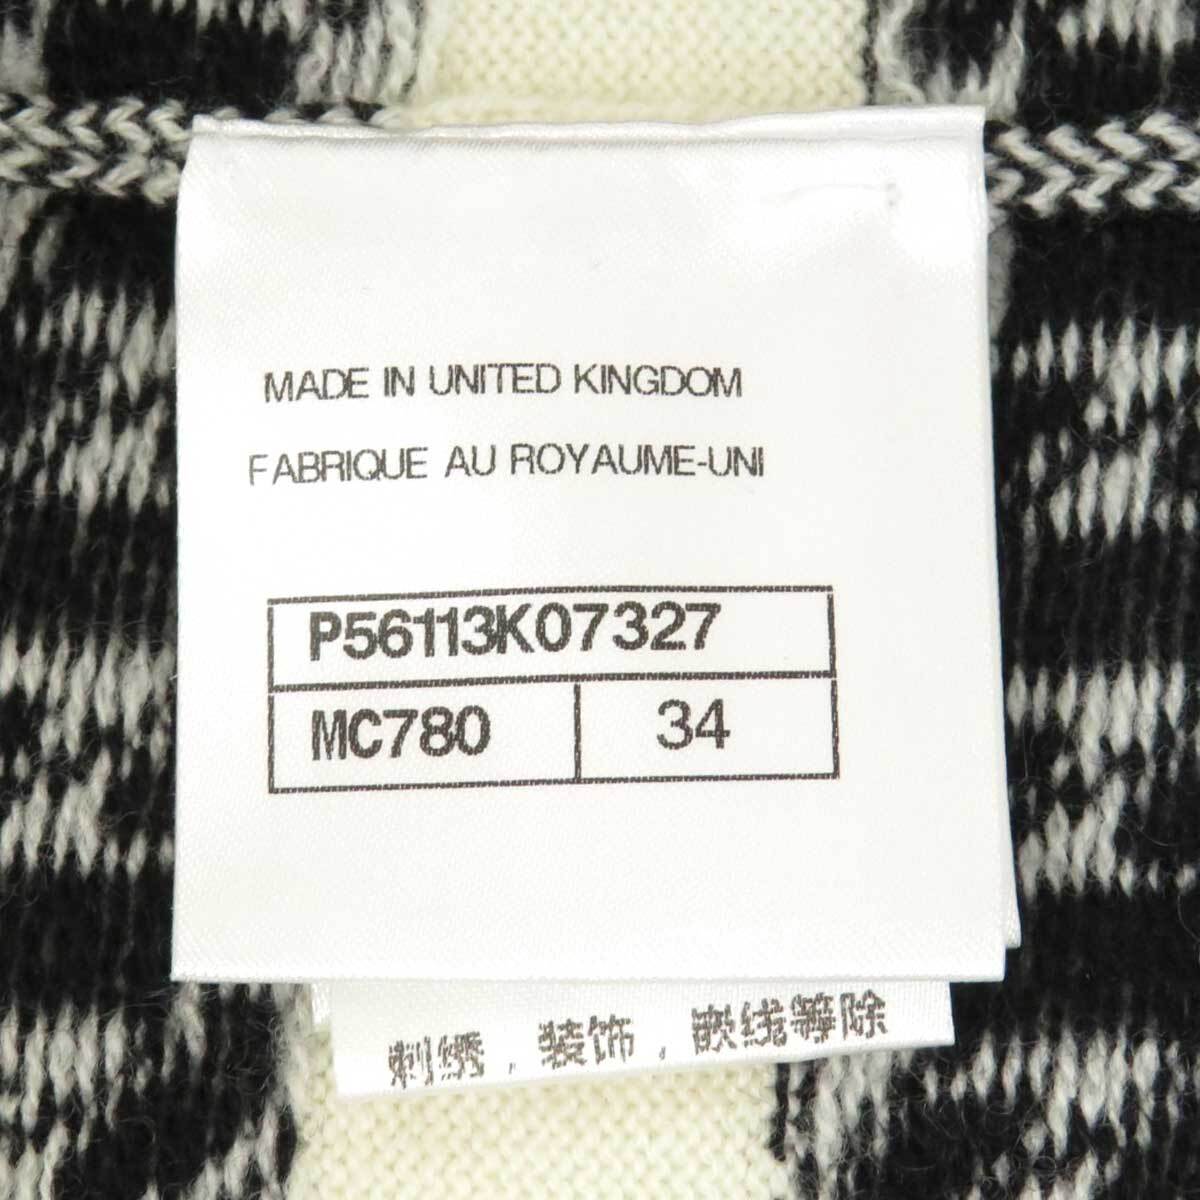 MADE IN UNITED KINGDOM
FABRIQUE AU ROYAUME-UNI
P56113K07327
MC780 34
刺绣，装饰，嵌线等除